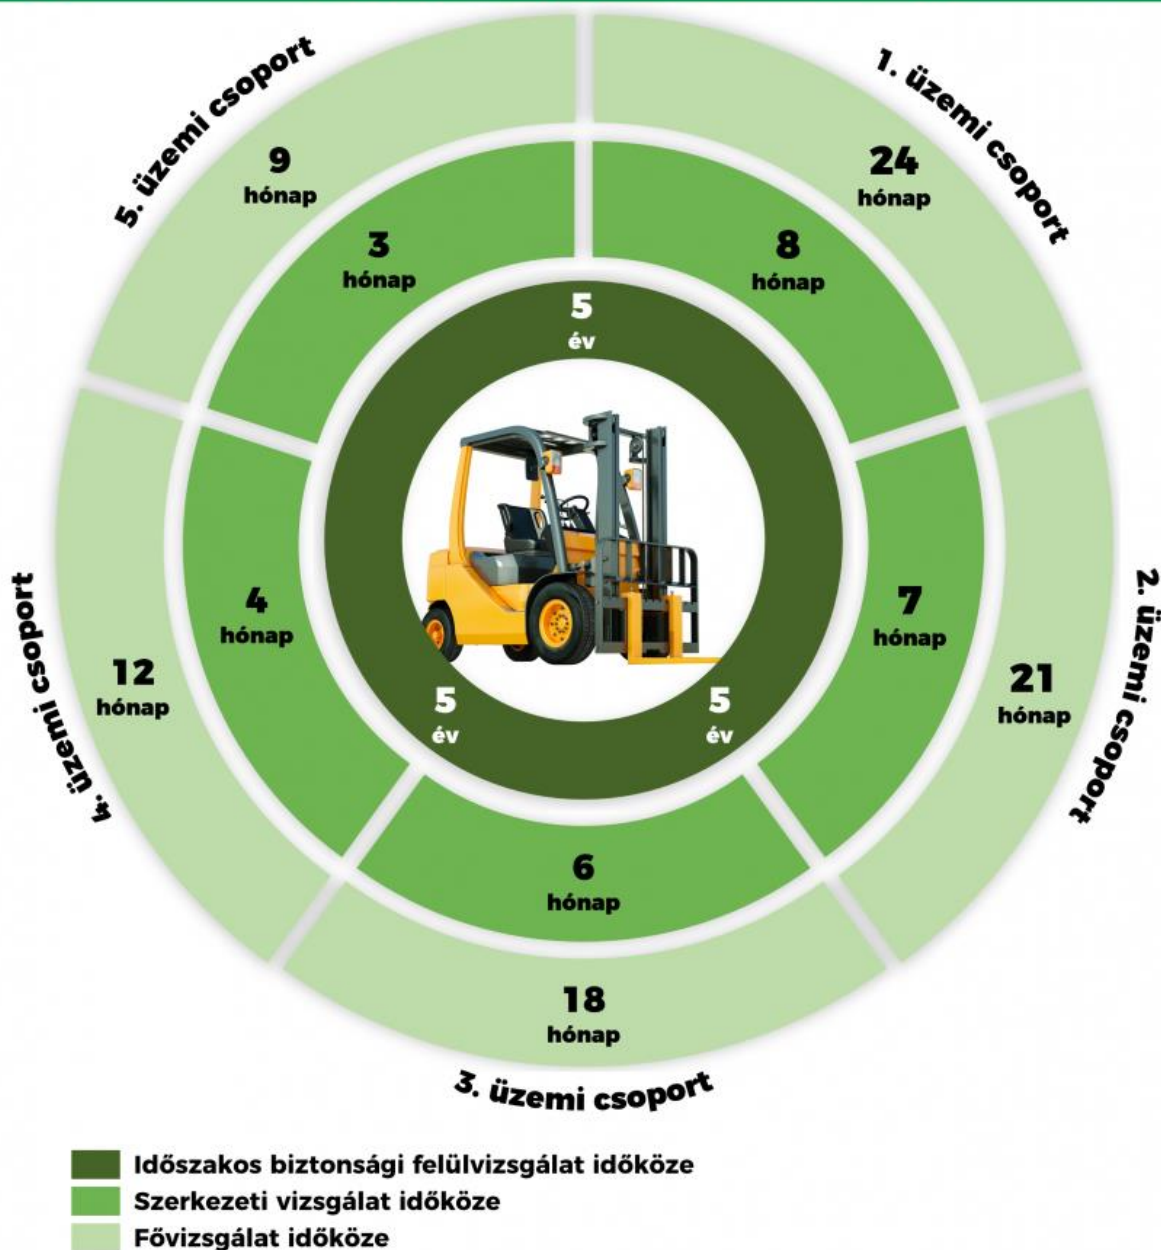 5. üzemi csoport
1. üzemi csoport
9
hónap
24
hónap
3
hónap
8
hónap
5
év
4
hónap
7
hónap
12
hónap
21
hónap
4. üzemi csoport
2. üzemi csoport
5
év
5
év
6
hónap
18
hónap
3. üzemi csoport
Időszakos biztonsági felülvizsgálat időköze
Szerkezeti vizsgálat időköze
Fővizsgálat időköze